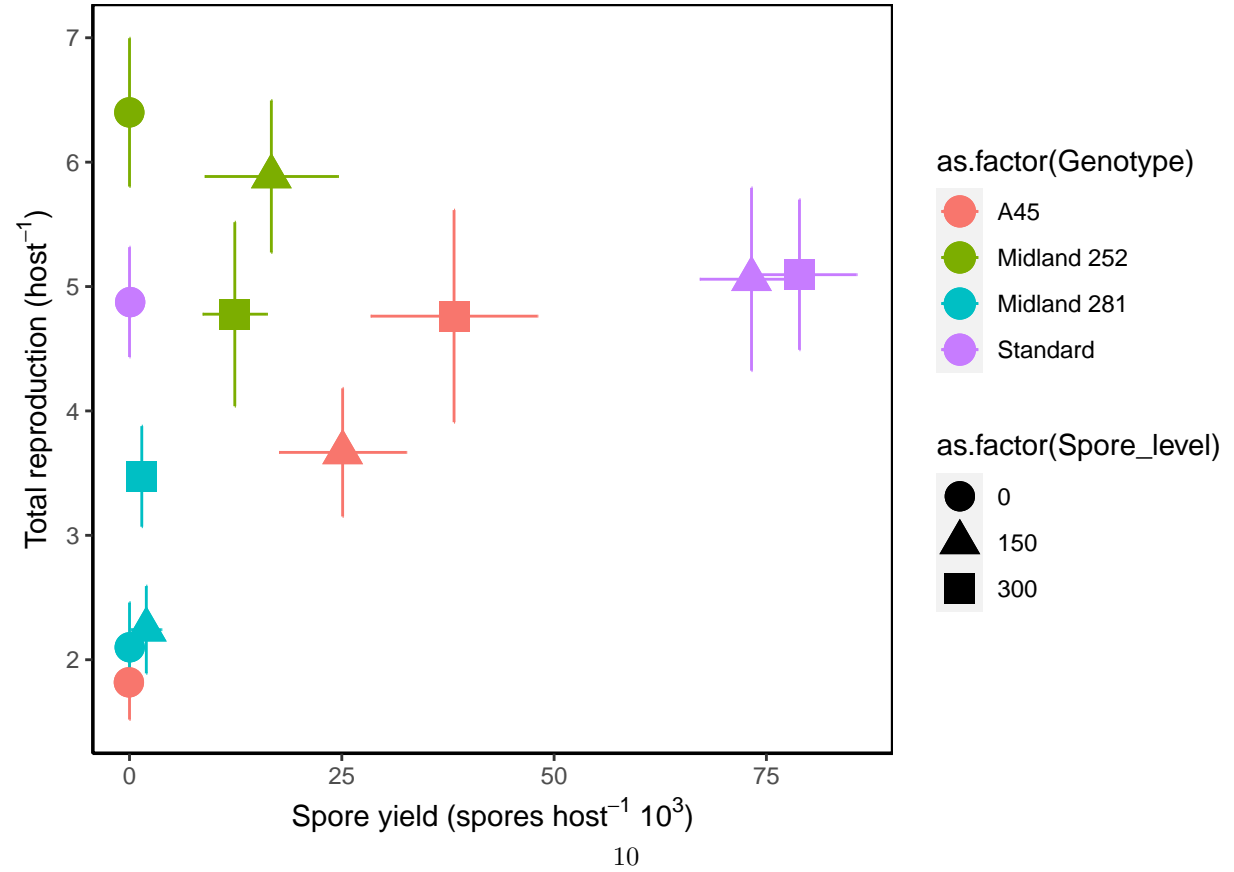 7
6
5
4
3
2
Total reproduction (host⁻¹)
0 25 50 75
Spore yield (spores host⁻¹ 10³)
as.factor(Genotype)
A45
Midland 252
Midland 281
Standard
as.factor(Spore_level)
0
150
300
10